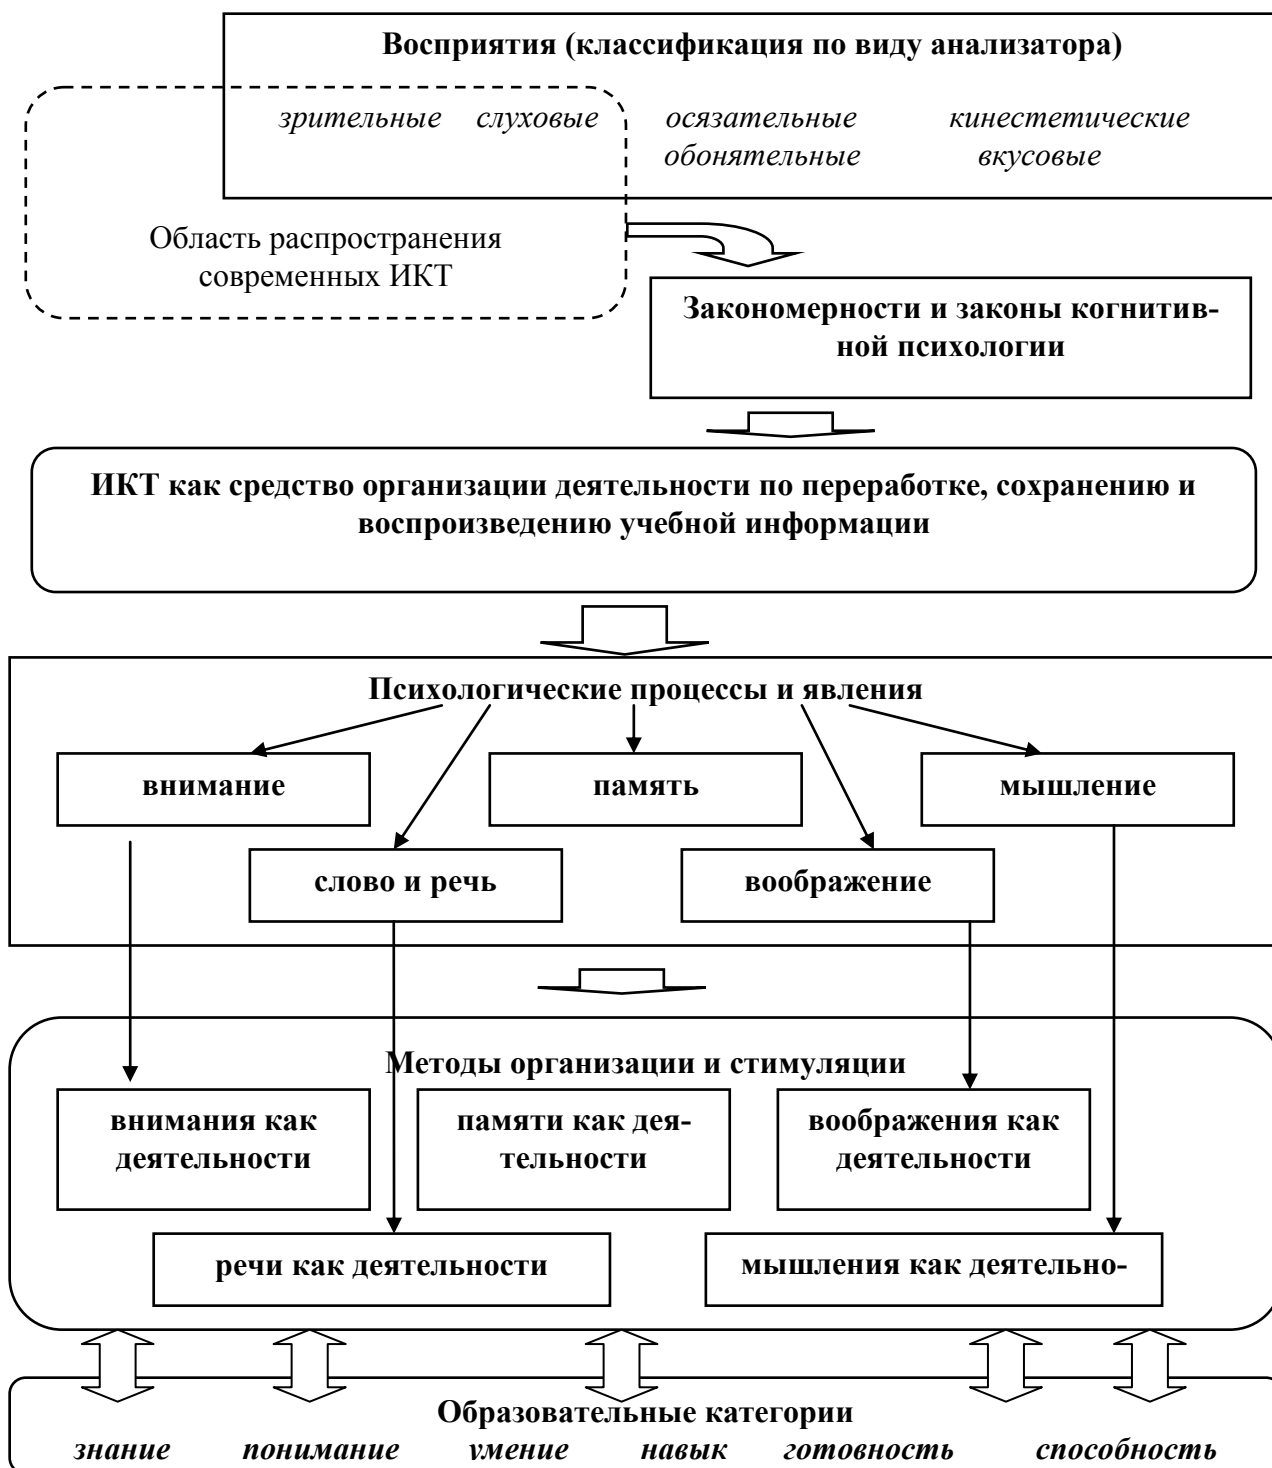 Восприятия (классификация по виду анализатора)
зрительные слуховые осязательные кинестетические
обонятельные вкусовые
Область распространения
современных ИКТ
Закономерности и законы когнитив-
ной психологии
ИКТ как средство организации деятельности по переработке, сохранению и
воспроизведению учебной информации
Психологические процессы и явления
внимание память мышление
слово и речь воображение
Методы организации и стимуляции
внимания как
деятельности
памяти как дея-
тельности
воображения как
деятельности
речи как деятельности мышления как деятельно-
Образовательные категории
знание понимание умение навык готовность способность